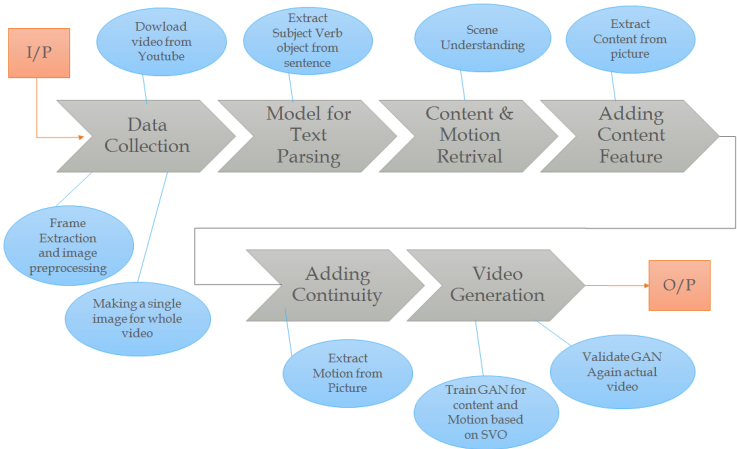 I/P
Dowload
video from
Youtube
Extract
Subject Verb
object from
sentence
Scene
Understanding
Extract
Content from
picture
Data
Collection
Model for
Text
Parsing
Content &
Motion
Retrival
Adding
Content
Feature
Frame
Extraction
and image
preprocessing
Making a single
image for whole
video
Adding
Continuity
Video
Generation
O/P
Extract
Motion from
Picture
Train GAN for
content and
Motion based
on SVO
Validate GAN
Again actual
video